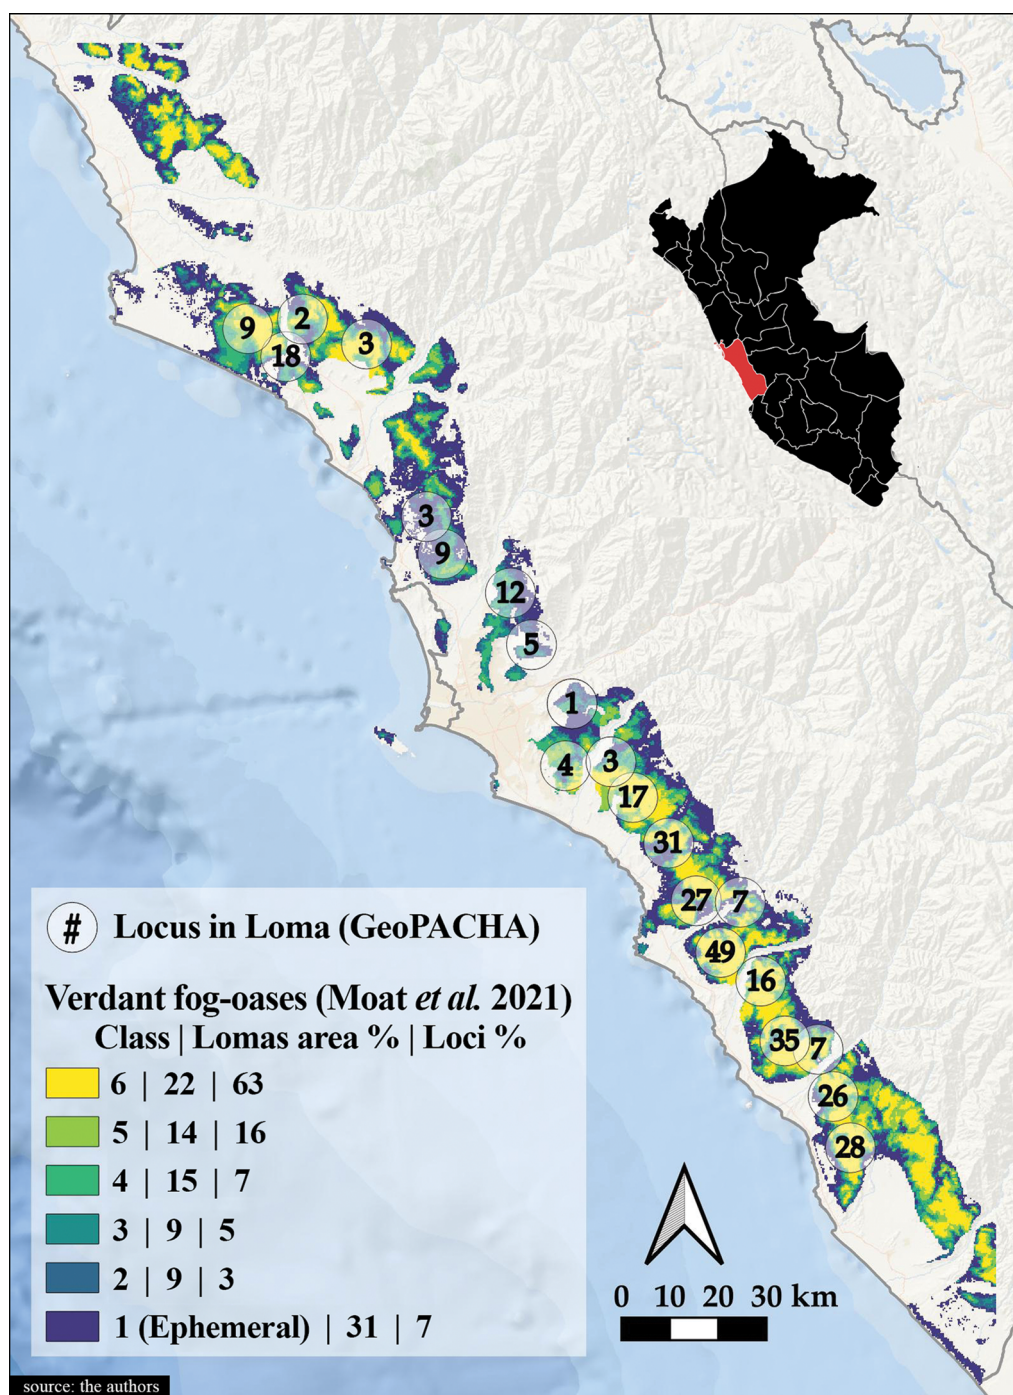 9
2
18
3
3
9
12
5
1
4
3
17
31
27
7
49
16
35
7
26
28
# Locus in Loma (GeoPACHA)
Verdant fog-oases (Moat et al. 2021)
Class | Lomas area % | Loci %
6 | 22 | 63
5 | 14 | 16
4 | 15 | 7
3 | 9 | 5
2 | 9 | 3
1 (Ephemeral) | 31 | 7
0 10 20 30 km
source: the authors